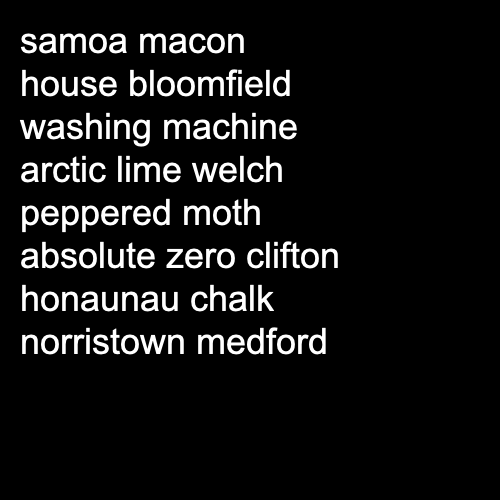 samoa macon
house bloomfield
washing machine
arctic lime welch
peppered moth
absolute zero clifton
honaunau chalk
norristown medford